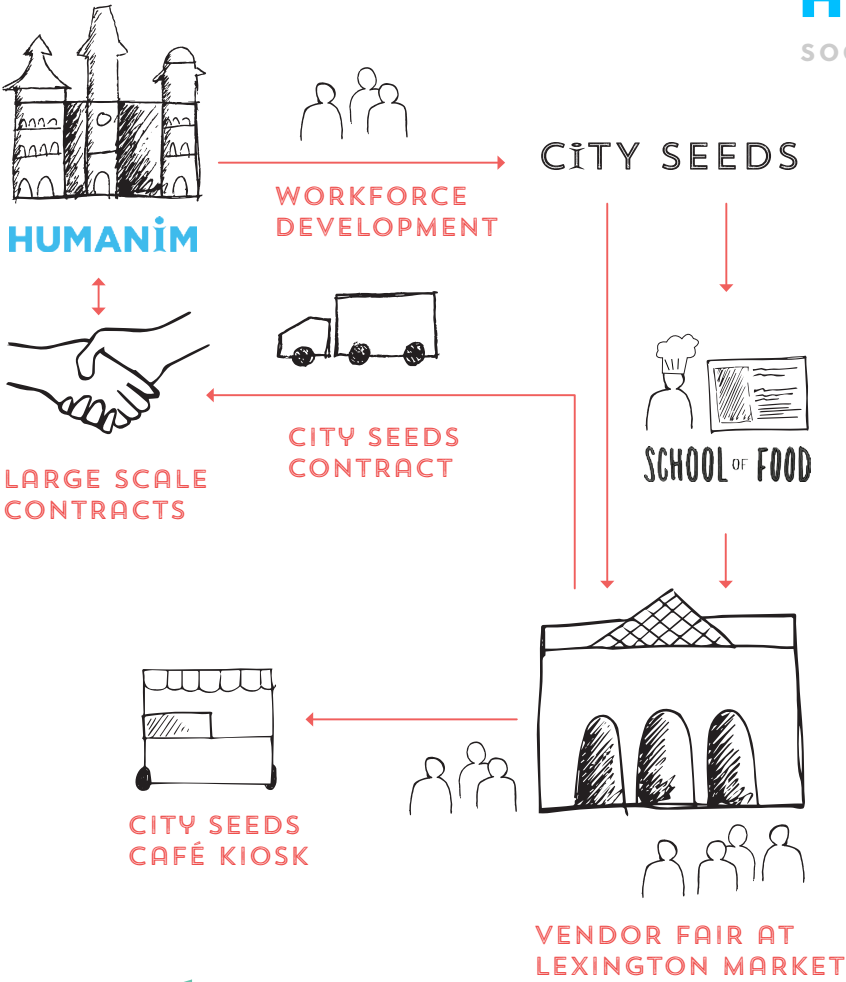 CiTY SEEDS
WORKFORCE
DEVELOPMENT
HUMANiM
CITY SEEDS
CONTRACT
LARGE SCALE
CONTRACTS
SCHOOL OF FOOD
CITY SEEDS
CAFÉ KIOSK
VENDOR FAIR AT
LEXINGTON MARKET